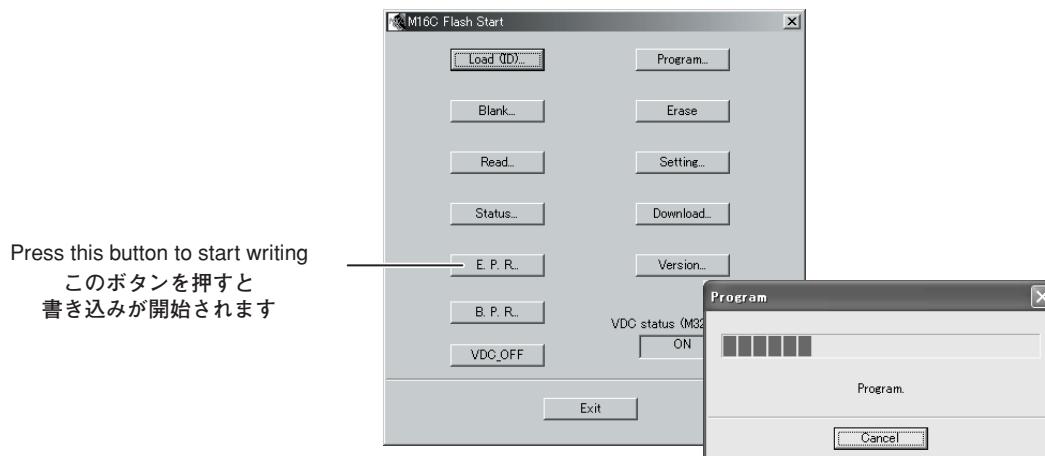 M16C Flash Start
Load (ID)...
Program...
Blank...
Erase
Read...
Setting...
Status...
Download...
Press this button to start writing
このボタンを押すと
書き込みが開始されます
E. P. R...
Version...
B. P. R...
VDC status (M32
ON
VDC_OFF
Exit
Program
Program.
Cancel